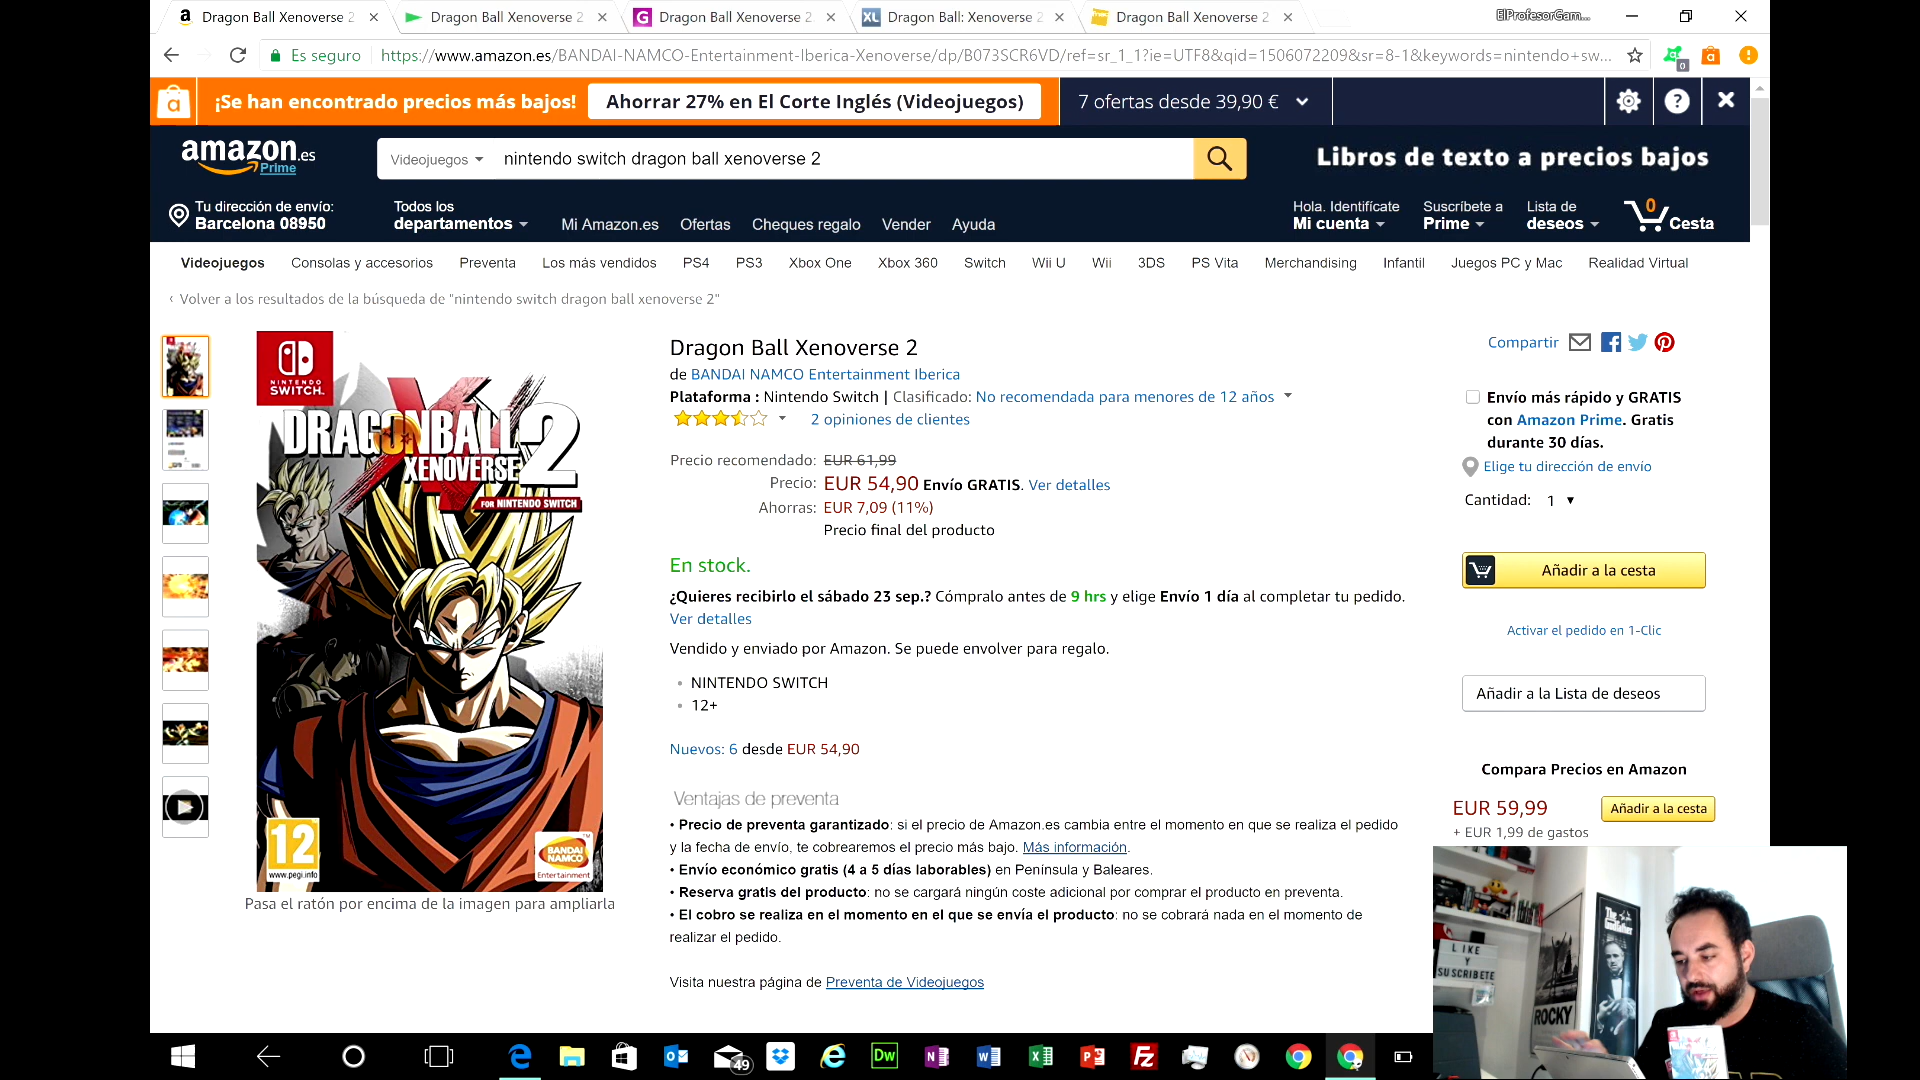 Dragon Ball Xenoverse 2
Dragon Ball Xenoverse 2
Dragon Ball Xenoverse 2
Dragon Ball: Xenoverse 2
Dragon Ball Xenoverse 2
ElProfesorGam...
Es seguro
https://www.amazon.es/BANDAI-NAMCO-Entertainment-Iberica-Xenoverse/dp/B073SCR6VD/ref=sr_1_1?ie=UTF8&qid=1506072209&sr=8-1&keywords=nintendo+sw...
0
¡Se han encontrado precios más bajos!
Ahorrar 27% en El Corte Inglés (Videojuegos)
7 ofertas desde 39,90 €
amazon.es
Prime
Videojuegos
nintendo switch dragon ball xenoverse 2
Libros de texto a precios bajos
Tu dirección de envío:
Barcelona 08950
Todos los
departamentos
Mi Amazon.es
Ofertas
Cheques regalo
Vender
Ayuda
Hola. Identifícate
Mi cuenta
Suscríbete a
Prime
Lista de
deseos
0
Cesta
Videojuegos
Consolas y accesorios
Preventa
Los más vendidos
PS4
PS3
Xbox One
Xbox 360
Switch
Wii U
Wii
3DS
PS Vita
Merchandising
Infantil
Juegos PC y Mac
Realidad Virtual
‹ Volver a los resultados de la búsqueda de "nintendo switch dragon ball xenoverse 2"
NINTENDO
SWITCH
DRAGONBALL
XENOVERSE 2
FOR NINTENDO SWITCH
12
www.pegi.info
BANDAI
NAMCO
Entertainment
Pasa el ratón por encima de la imagen para ampliarla
Dragon Ball Xenoverse 2
de BANDAI NAMCO Entertainment Iberica
Plataforma : Nintendo Switch | Clasificado: No recomendada para menores de 12 años
2 opiniones de clientes
Precio recomendado: EUR 61,99
Precio: EUR 54,90 Envío GRATIS. Ver detalles
Ahorras: EUR 7,09 (11%)
Precio final del producto
En stock.
¿Quieres recibirlo el sábado 23 sep.? Cómpralo antes de 9 hrs y elige Envío 1 día al completar tu pedido.
Ver detalles
Vendido y enviado por Amazon. Se puede envolver para regalo.
NINTENDO SWITCH
12+
Nuevos: 6 desde EUR 54,90
Ventajas de preventa
• Precio de preventa garantizado: si el precio de Amazon.es cambia entre el momento en que se realiza el pedido
y la fecha de envío, te cobraremos el precio más bajo. Más información.
• Envío económico gratis (4 a 5 días laborables) en Península y Baleares.
• Reserva gratis del producto: no se cargará ningún coste adicional por comprar el producto en preventa.
• El cobro se realiza en el momento en el que se envía el producto: no se cobrará nada en el momento de
realizar el pedido.
Visita nuestra página de Preventa de Videojuegos
Compartir
Envío más rápido y GRATIS
con Amazon Prime. Gratis
durante 30 días.
Elige tu dirección de envío
Cantidad: 1
Añadir a la cesta
Activar el pedido en 1-Clic
Añadir a la Lista de deseos
Compara Precios en Amazon
EUR 59,99
Añadir a la cesta
+ EUR 1,99 de gastos
LIKE
Y
SUSCRIBETE
The
Godfather
ROCKY
49